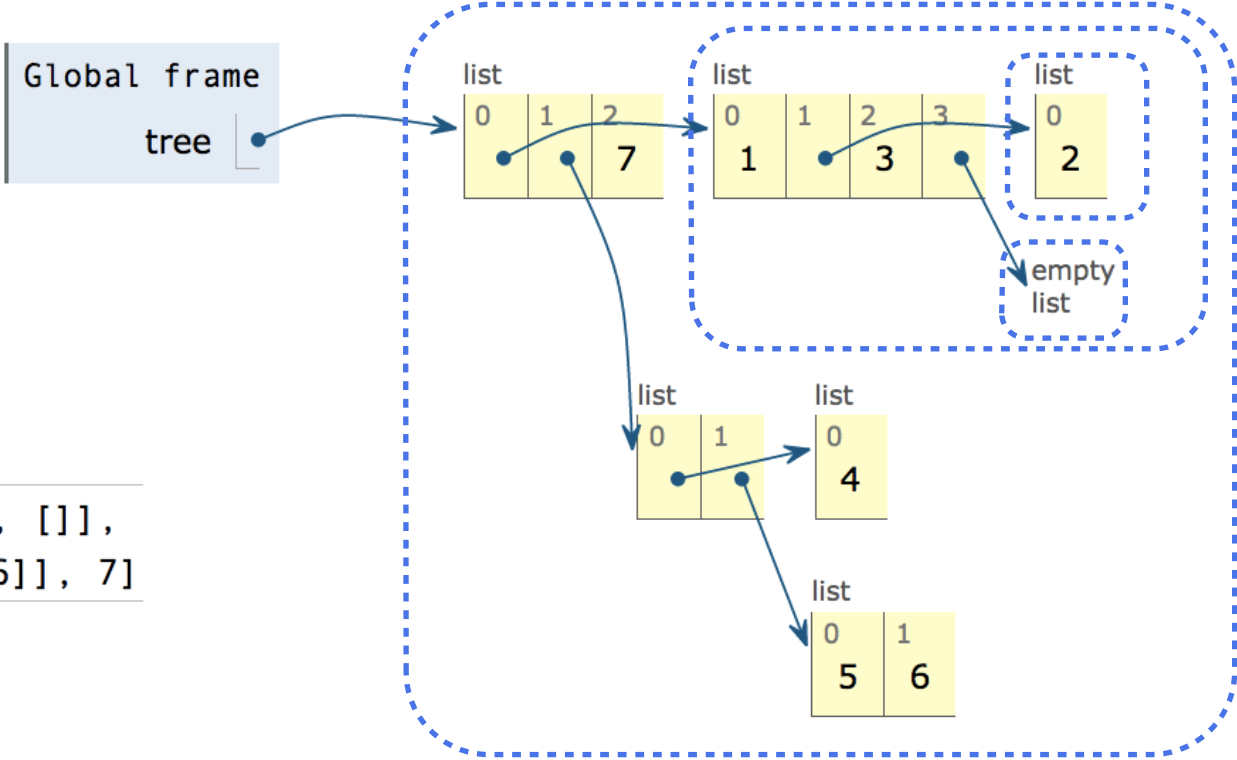 Global frame
tree
list
0 1 2
7
list
0 1 2 3
1 3
list
0
2
empty
list
list
0 1
list
0
4
list
0 1
5 6
, []],
6]], 7]